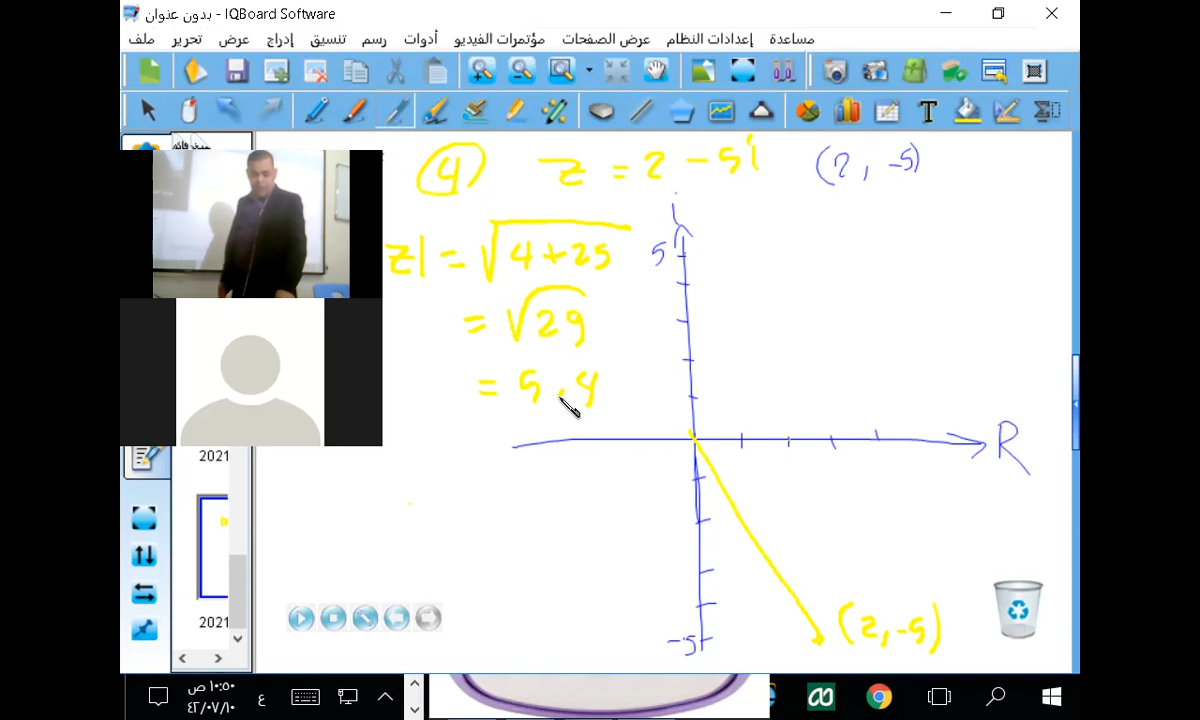 بدون عنوان - IQBoard Software
ملف تحرير عرض إدراج تنسيق رسم أدوات مؤتمرات الفيديو عرض الصفحات إعدادات النظام مساعدة
④ z = 2 - 5i (2, -5)
z| = √4+25
= √29
= 5,4
i
5
R
-5
(2,-5)
2021
2021
١٠:٥٠ ص
٤٢/٠٧/١٠
ع